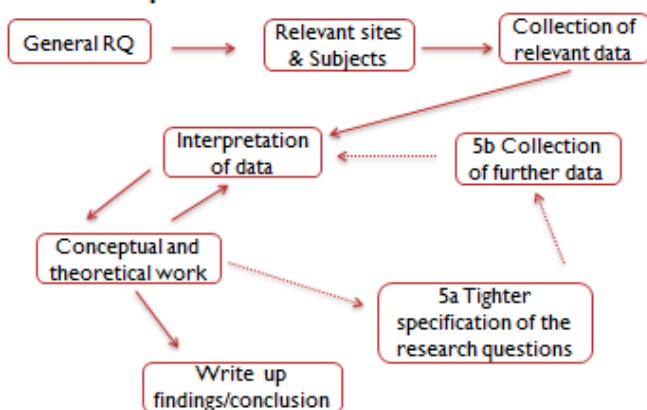 General RQ
Relevant sites
& Subjects
Collection of
relevant data
Interpretation
of data
5b Collection
of further data
Conceptual and
theoretical work
5a Tighter
specification of the
research questions
Write up
findings/conclusion